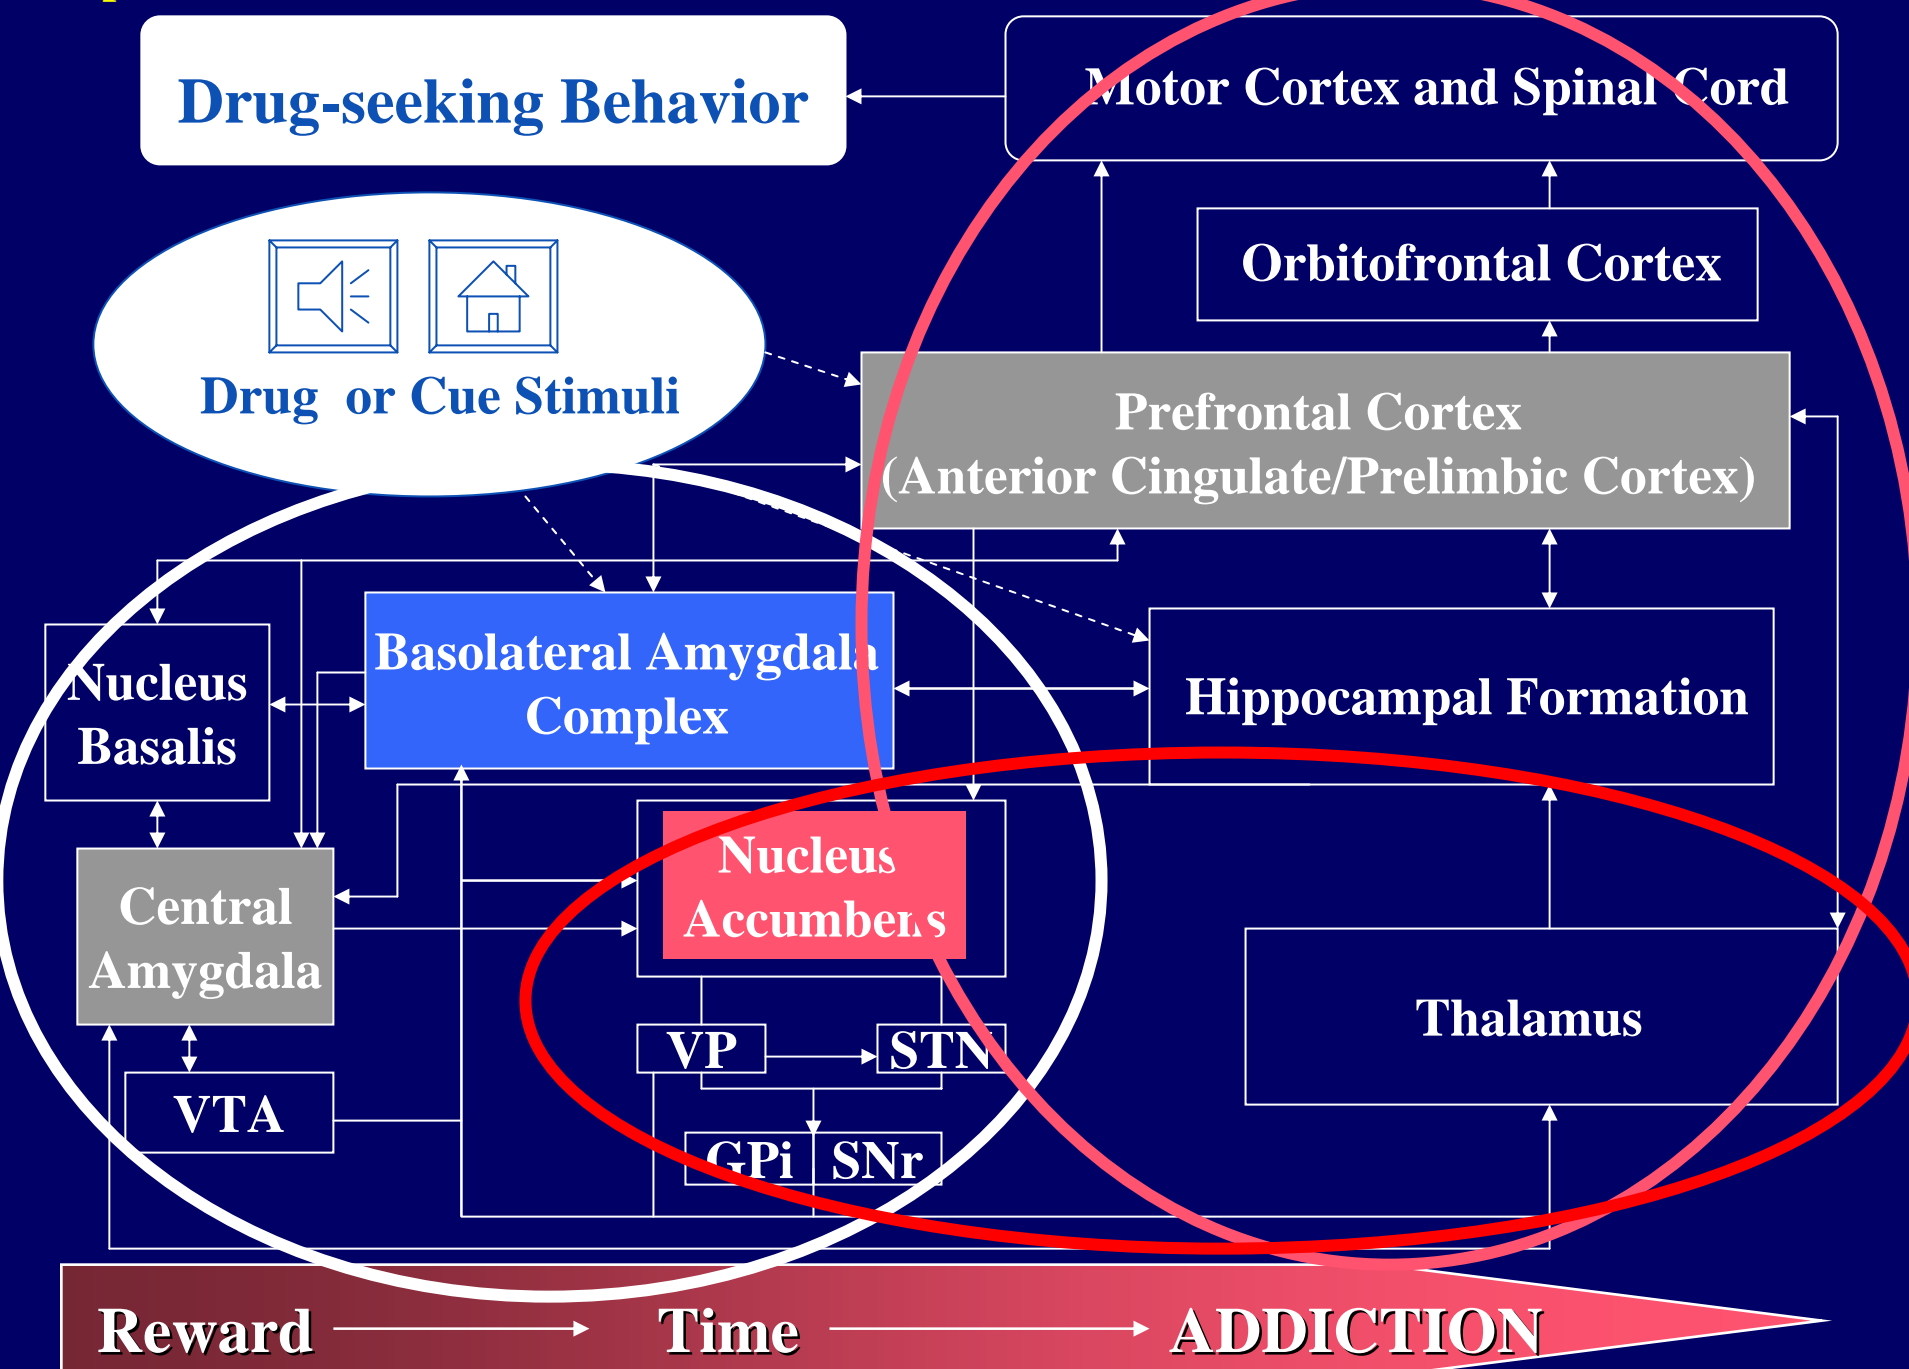 Drug-seeking Behavior
Motor Cortex and Spinal Cord
Orbitofrontal Cortex
Drug or Cue Stimuli
Prefrontal Cortex
(Anterior Cingulate/Prelimbic Cortex)
Basolateral Amygdala
Complex
Nucleus
Basalis
Hippocampal Formation
Nucleus
Accumbens
Central
Amygdala
Thalamus
VP
STN
VTA
GPi
SNr
Reward
Time
ADDICTION